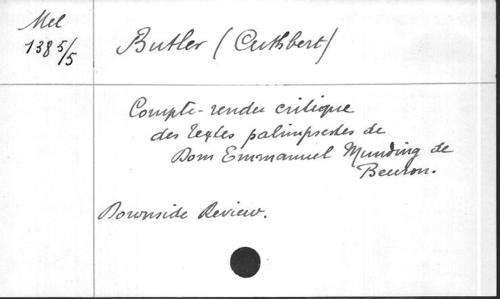 Mel
1385/5
Butler (Cuthbert)
Compte-rendu critique
des Textes palimpsestes de
Dom Emmanuel Munding de
Beuron.
Downside Review.